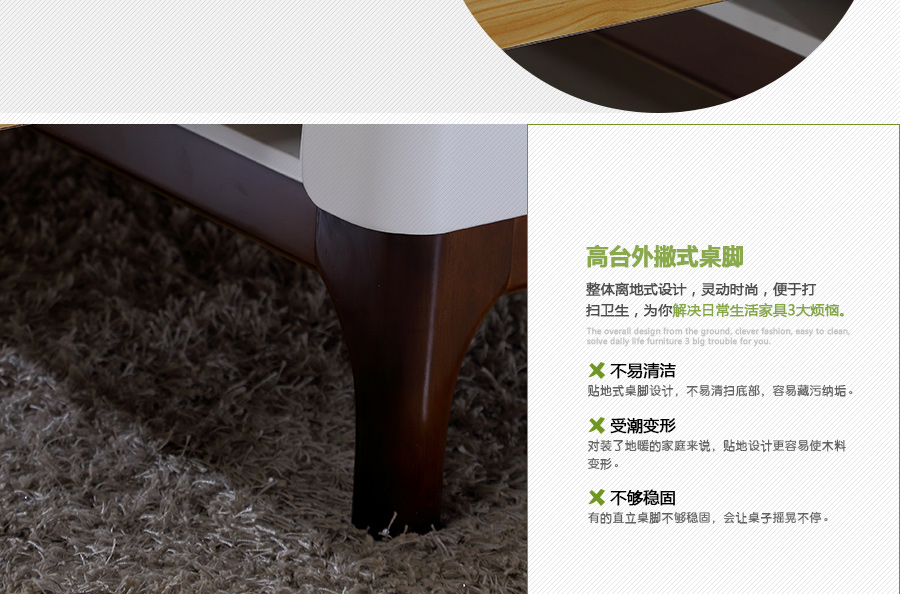 高台外撇式桌脚
整体离地式设计，灵动时尚，便于打
扫卫生，为你解决日常生活家具3大烦恼。
The overall design from the ground, clever fashion, easy to clean,
solve daily life furniture 3 big trouble for you.
不易清洁
贴地式桌脚设计，不易清扫底部，容易藏污纳垢。
受潮变形
对装了地暖的家庭来说，贴地设计更容易使木料
变形。
不够稳固
有的直立桌脚不够稳固，会让桌子摇晃不停。